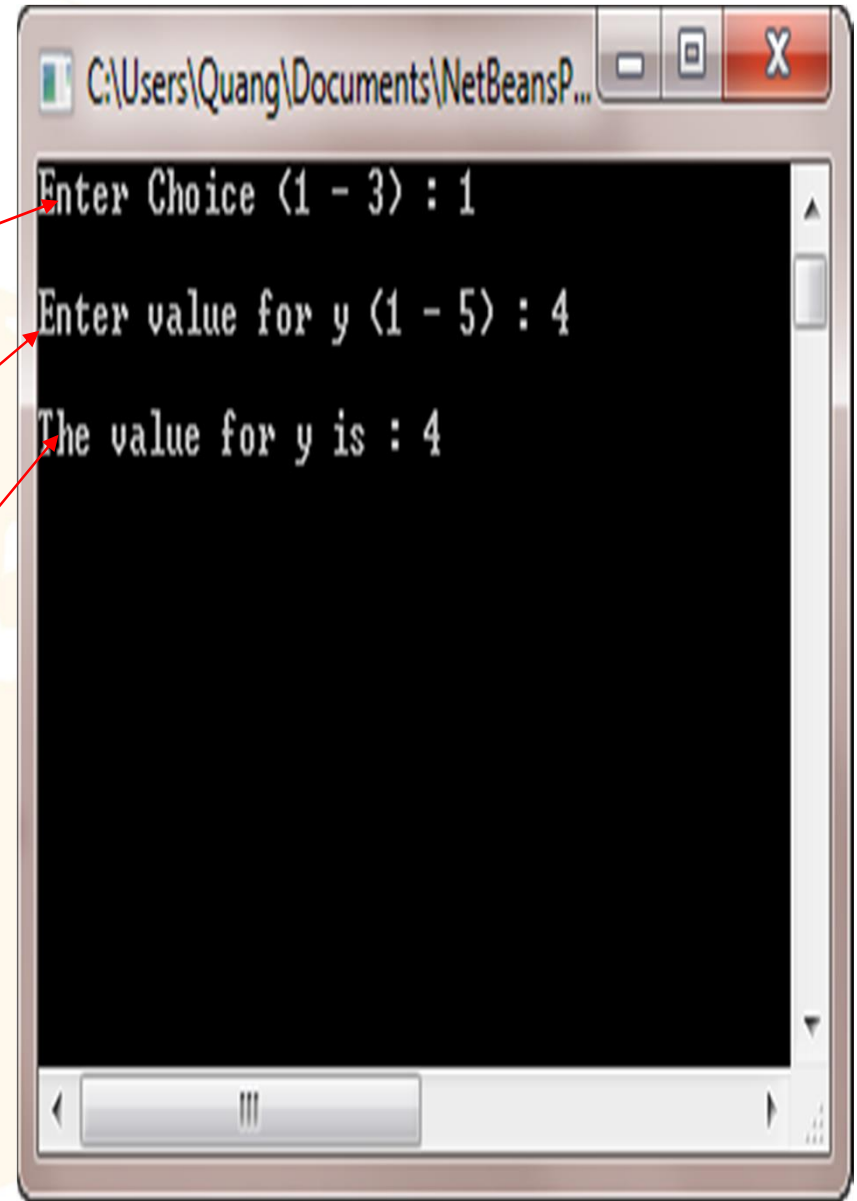 C:\Users\Quang\Documents\NetBeansP...
Enter Choice (1 - 3) : 1
Enter value for y (1 - 5) : 4
The value for y is : 4